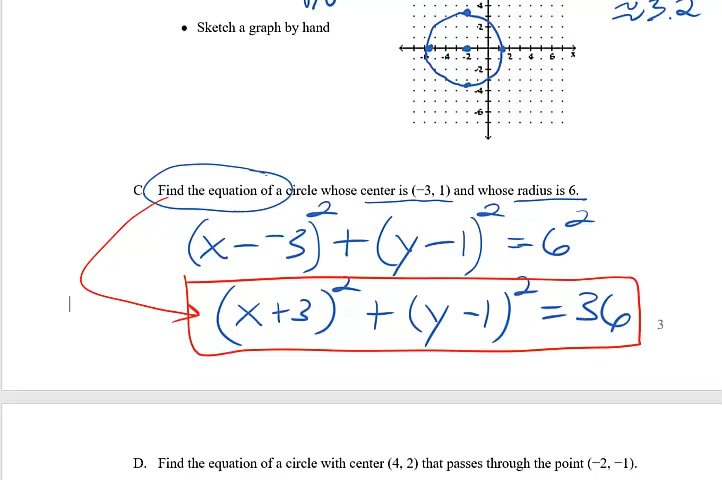 ≈3.2
• Sketch a graph by hand
C. Find the equation of a circle whose center is (−3, 1) and whose radius is 6.
(x−⁻3)² + (y−1)² = 6²
(x+3)² + (y−1)² = 36
3
D. Find the equation of a circle with center (4, 2) that passes through the point (−2, −1).